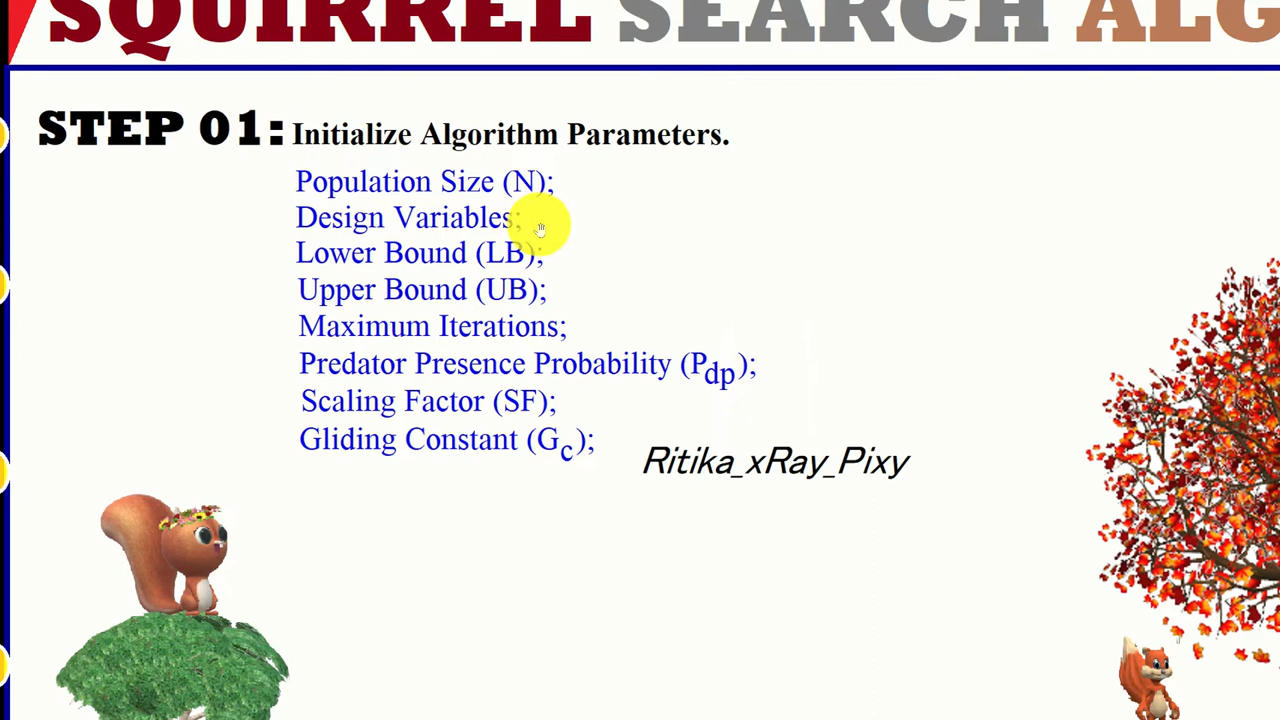 SQUIRREL SEARCH ALG
STEP 01: Initialize Algorithm Parameters.
Population Size (N);
Design Variables;
Lower Bound (LB);
Upper Bound (UB);
Maximum Iterations;
Predator Presence Probability (Pdp);
Scaling Factor (SF);
Gliding Constant (Gc);
Ritika_xRay_Pixy